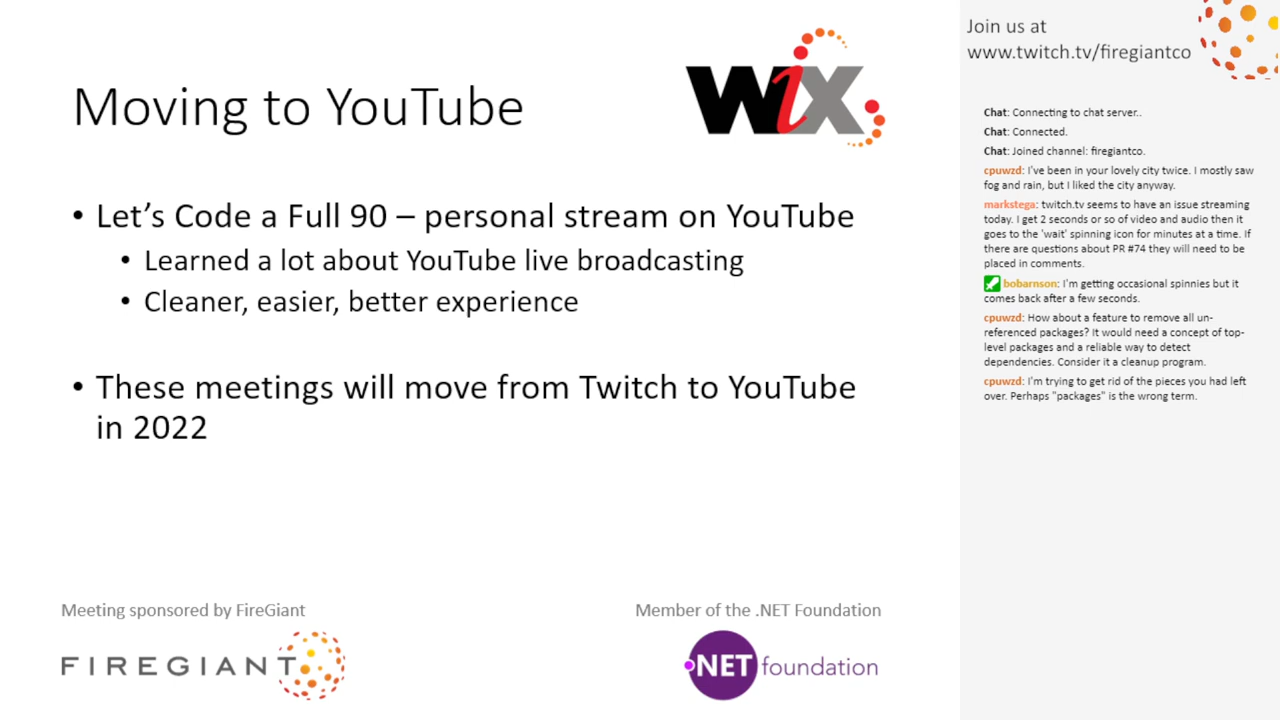 Moving to YouTube
WiX
• Let’s Code a Full 90 – personal stream on YouTube
• Learned a lot about YouTube live broadcasting
• Cleaner, easier, better experience
• These meetings will move from Twitch to YouTube
in 2022
Meeting sponsored by FireGiant
FIREGIANT
Member of the .NET Foundation
.NET foundation
Join us at
www.twitch.tv/firegiantco
Chat: Connecting to chat server..
Chat: Connected.
Chat: Joined channel: firegiantco.
cpuwzd: I've been in your lovely city twice. I mostly saw
fog and rain, but I liked the city anyway.
markstega: twitch.tv seems to have an issue streaming
today. I get 2 seconds or so of video and audio then it
goes to the 'wait' spinning icon for minutes at a time. If
there are questions about PR #74 they will need to be
placed in comments.
bobarnson: I'm getting occasional spinnies but it
comes back after a few seconds.
cpuwzd: How about a feature to remove all un-
referenced packages? It would need a concept of top-
level packages and a reliable way to detect
dependencies. Consider it a cleanup program.
cpuwzd: I'm trying to get rid of the pieces you had left
over. Perhaps "packages" is the wrong term.